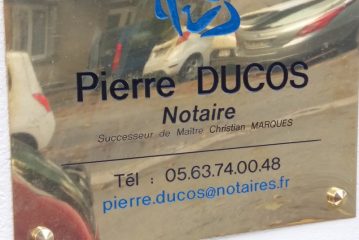 Pierre DUCOS
Notaire
Successeur de Maître Christian MARQUES
Tél : 05.63.74.00.48
pierre.ducos@notaires.fr